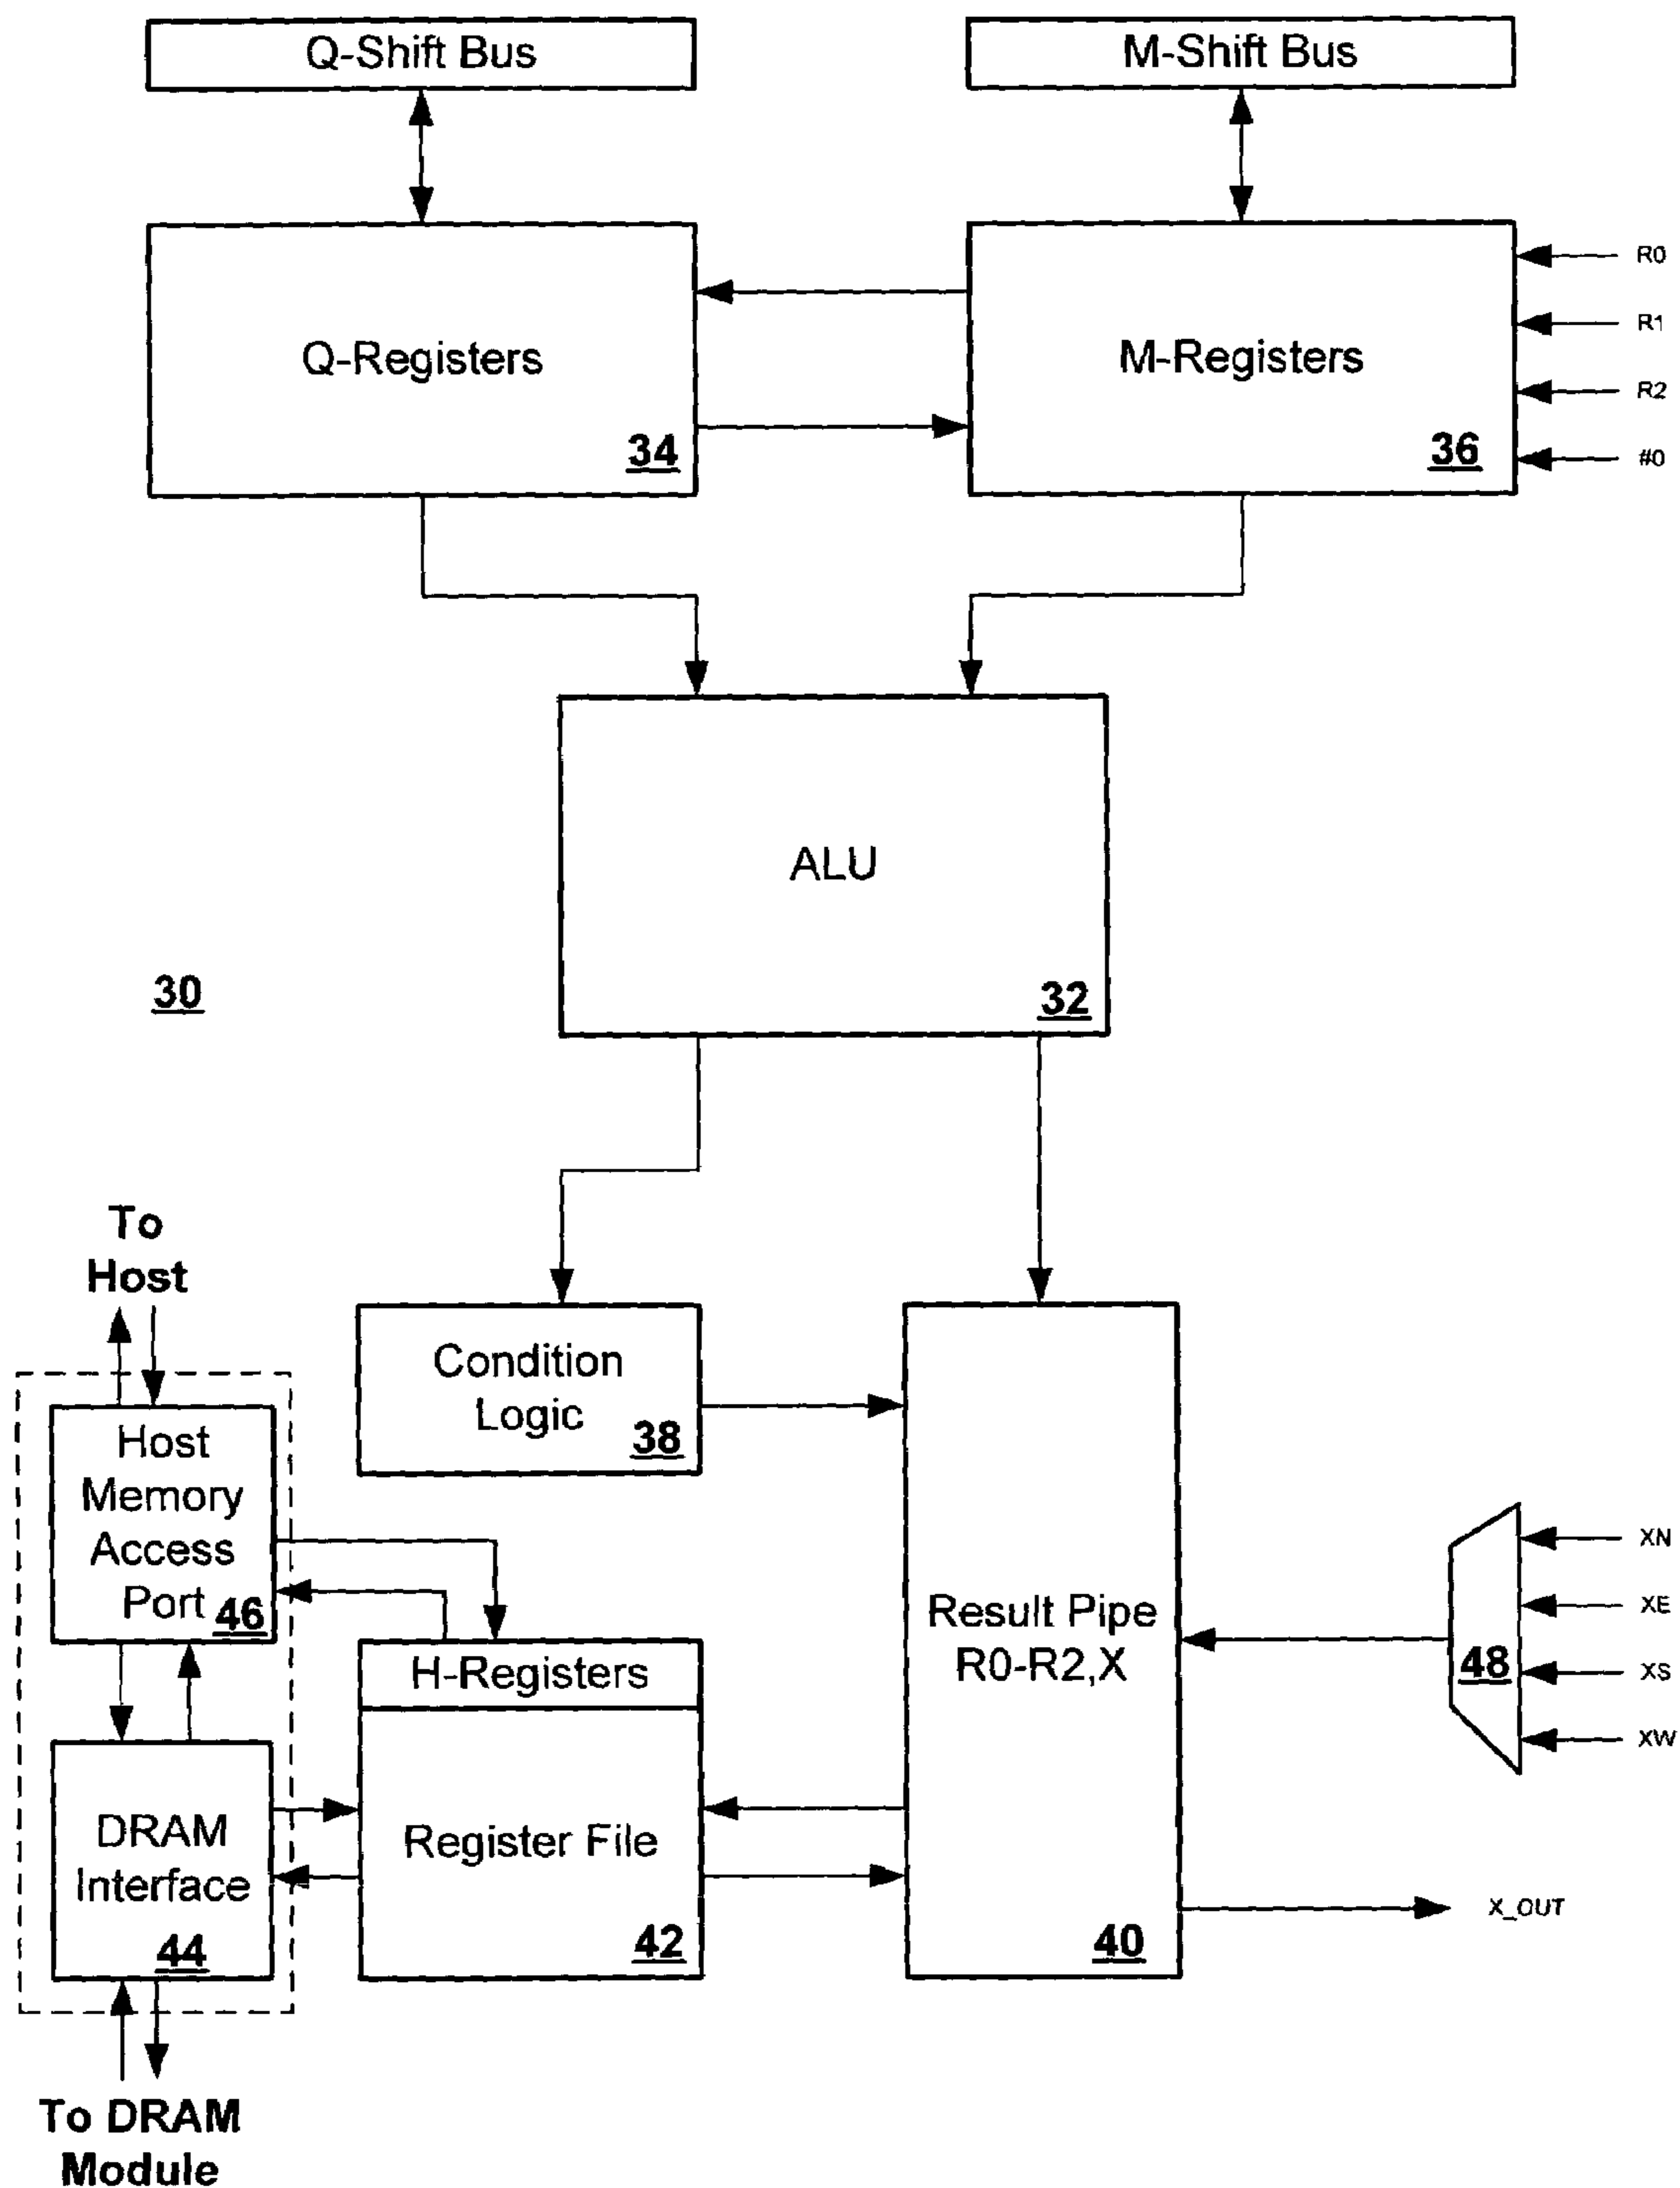 Q-Shift Bus
M-Shift Bus
Q-Registers
34
M-Registers
36
R0
R1
R2
#0
ALU
32
30
To
Host
Condition
Logic
38
Host
Memory
Access
Port 46
H-Registers
Register File
42
DRAM
Interface
44
To DRAM
Module
Result Pipe
R0-R2,X
40
48
XN
XE
XS
XW
X_OUT